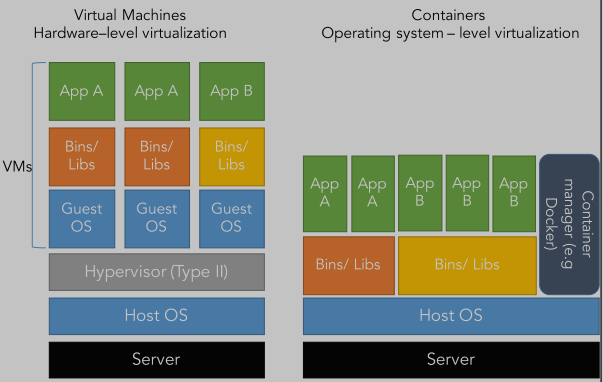 Virtual Machines
Hardware–level virtualization
App A
App A
App B
Bins/
Libs
Bins/
Libs
Bins/
Libs
VMs
Guest
OS
Guest
OS
Guest
OS
Hypervisor (Type II)
Host OS
Server
Containers
Operating system – level virtualization
App
A
App
A
App
B
App
B
App
B
Container
manager (e.g
Docker)
Bins/ Libs
Bins/ Libs
Host OS
Server